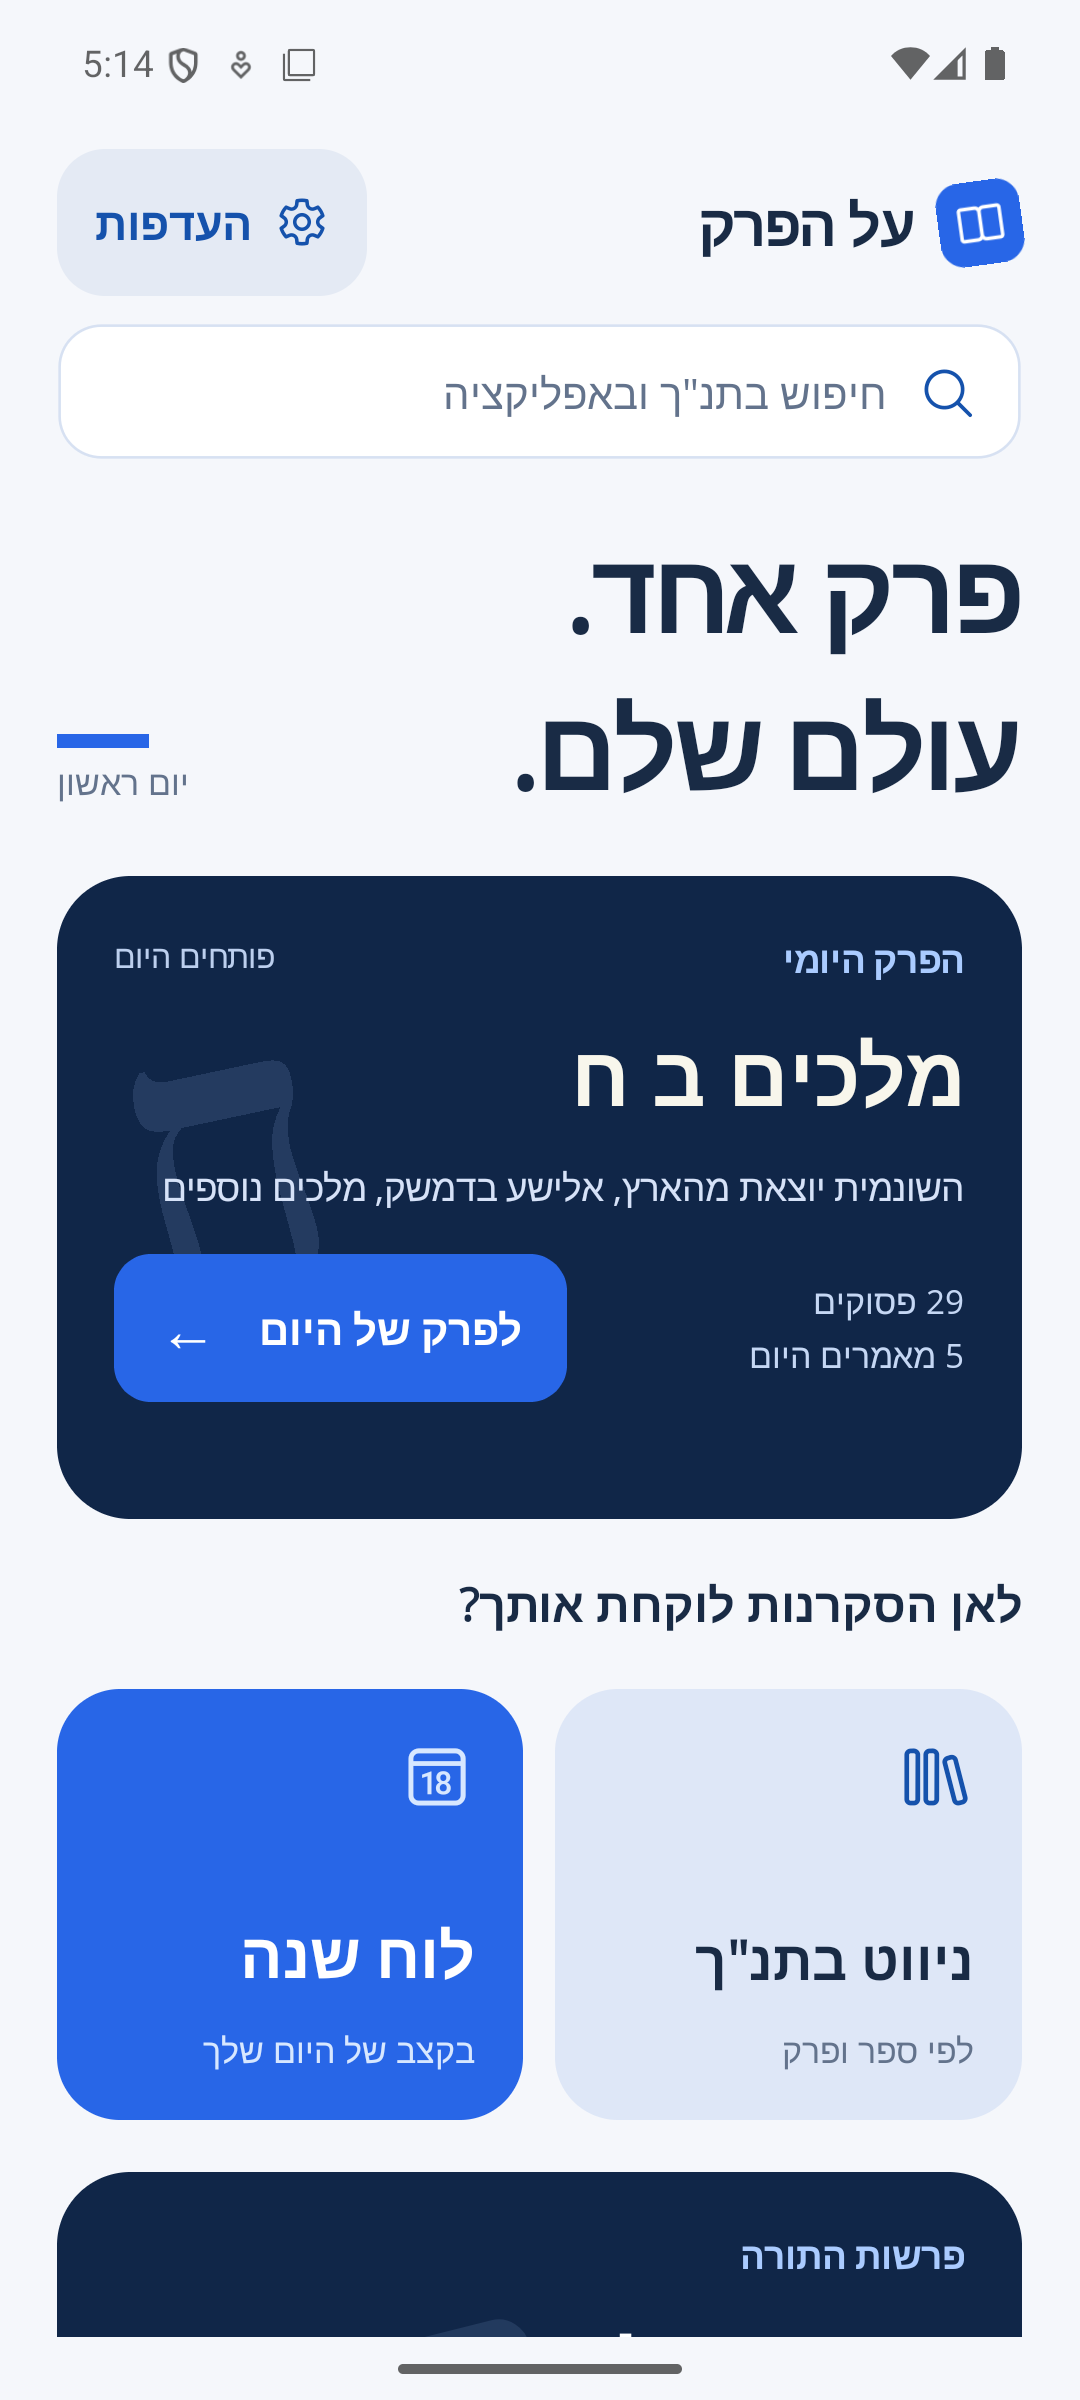 5:14
על הפרק
העדפות
חיפוש בתנ"ך ובאפליקציה
פרק אחד.
עולם שלם.
יום ראשון
הפרק היומי
פותחים היום
מלכים ב ח
ת
השונמית יוצאת מהארץ, אלישע בדמשק, מלכים נוספים
29 פסוקים
5 מאמרים היום
לפרק של היום ←
לאן הסקרנות לוקחת אותך?
ניווט בתנ"ך
לפי ספר ופרק
18
לוח שנה
בקצב של היום שלך
פרשות התורה